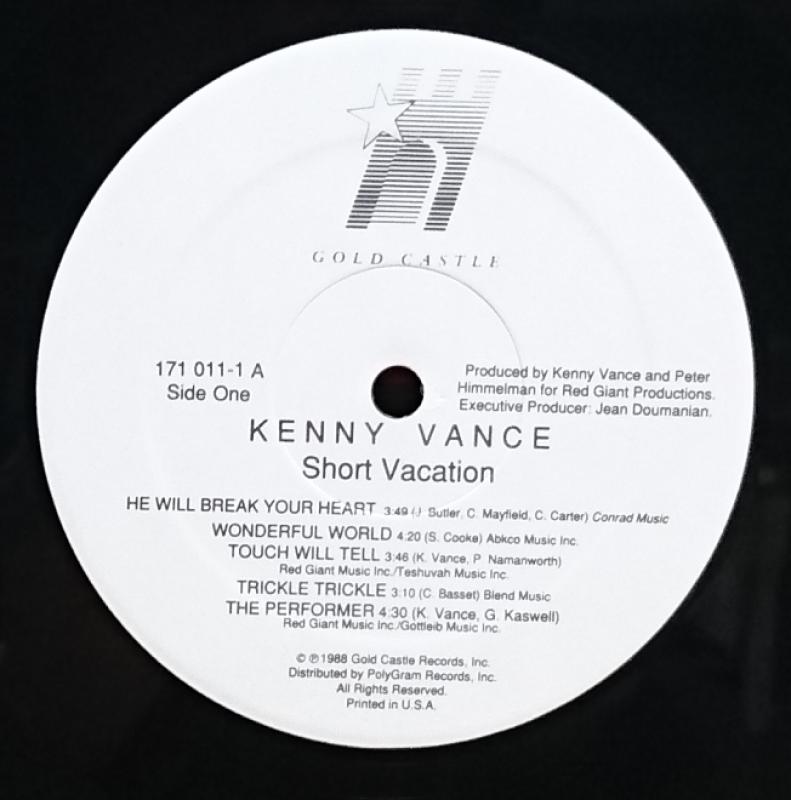 GOLD CASTLE
171 011-1 A
Side One
Produced by Kenny Vance and Peter
Himmelman for Red Giant Productions.
Executive Producer: Jean Doumanian.
KENNY VANCE
Short Vacation
HE WILL BREAK YOUR HEART 3:49 (J. Butler, C. Mayfield, C. Carter) Conrad Music
WONDERFUL WORLD 4:20 (S. Cooke) Abkco Music Inc.
TOUCH WILL TELL 3:46 (K. Vance, P. Namanworth)
Red Giant Music Inc./Teshuvah Music Inc.
TRICKLE TRICKLE 3:10 (C. Basset) Blend Music
THE PERFORMER 4:30 (K. Vance, G. Kaswell)
Red Giant Music Inc./Gottleib Music Inc.
© ℗ 1988 Gold Castle Records, Inc.
Distributed by PolyGram Records, Inc.
All Rights Reserved.
Printed in U.S.A.